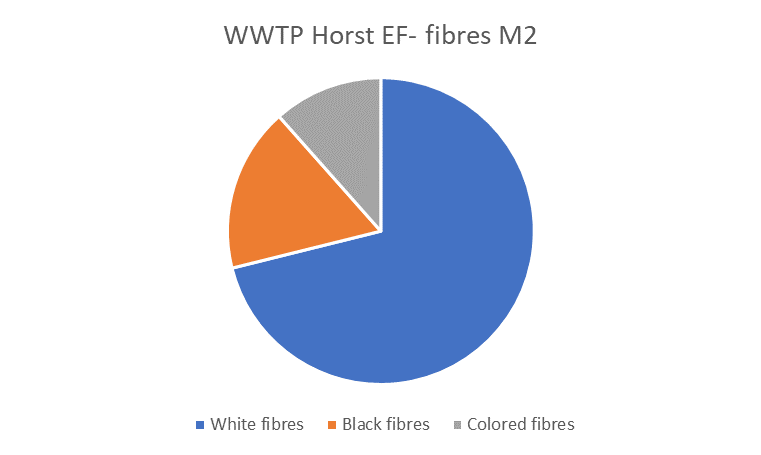 WWTP Horst EF- fibres M2
White fibres Black fibres Colored fibres